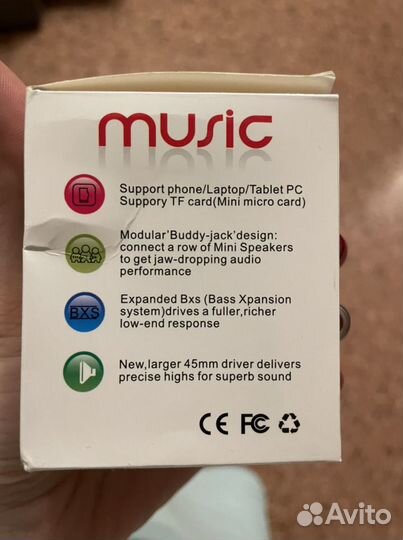 music
Support phone/Laptop/Tablet PC
Suppory TF card(Mini micro card)
Modular'Buddy-jack'design:
connect a row of Mini Speakers
to get jaw-dropping audio
performance
BXS
Expanded Bxs (Bass Xpansion
system)drives a fuller,richer
low-end response
New,larger 45mm driver delivers
precise highs for superb sound
CE FC
Avito